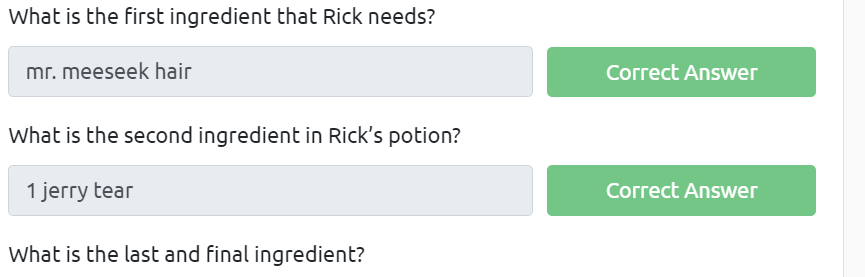 What is the first ingredient that Rick needs?
mr. meeseek hair
Correct Answer
What is the second ingredient in Rick’s potion?
1 jerry tear
Correct Answer
What is the last and final ingredient?